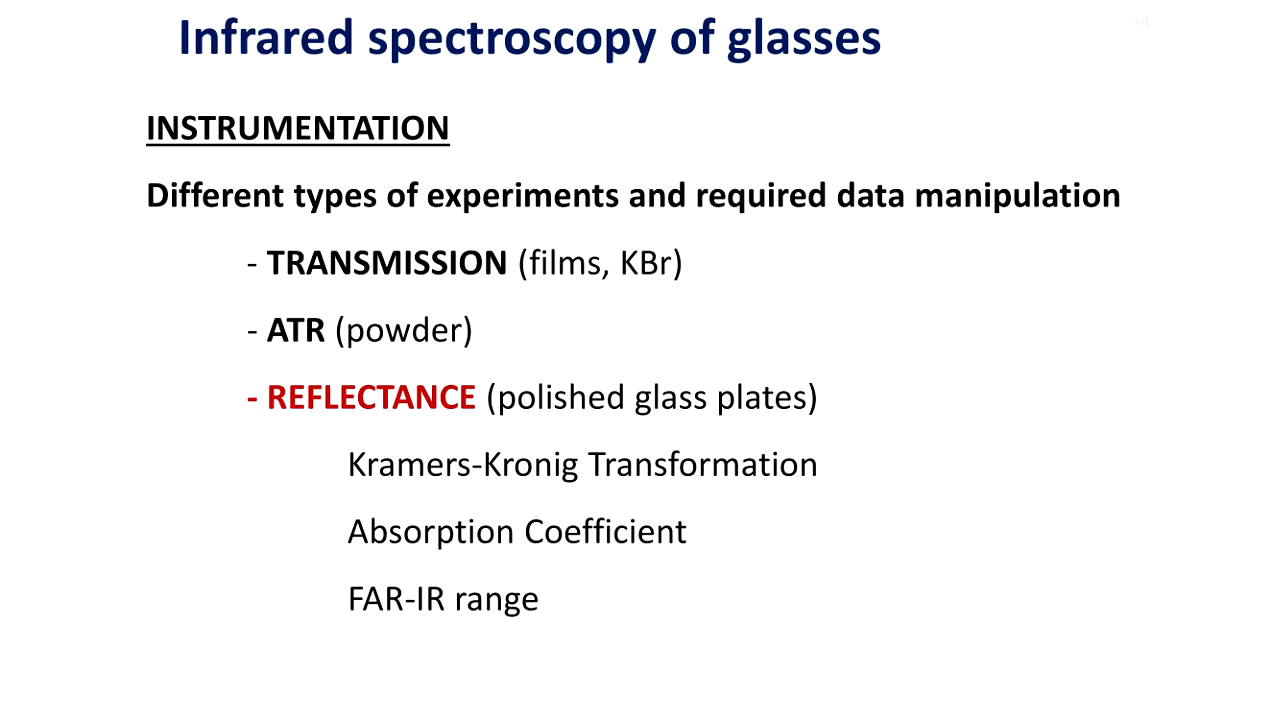 Infrared spectroscopy of glasses
14
INSTRUMENTATION
Different types of experiments and required data manipulation
- TRANSMISSION (films, KBr)
- ATR (powder)
- REFLECTANCE (polished glass plates)
Kramers-Kronig Transformation
Absorption Coefficient
FAR-IR range